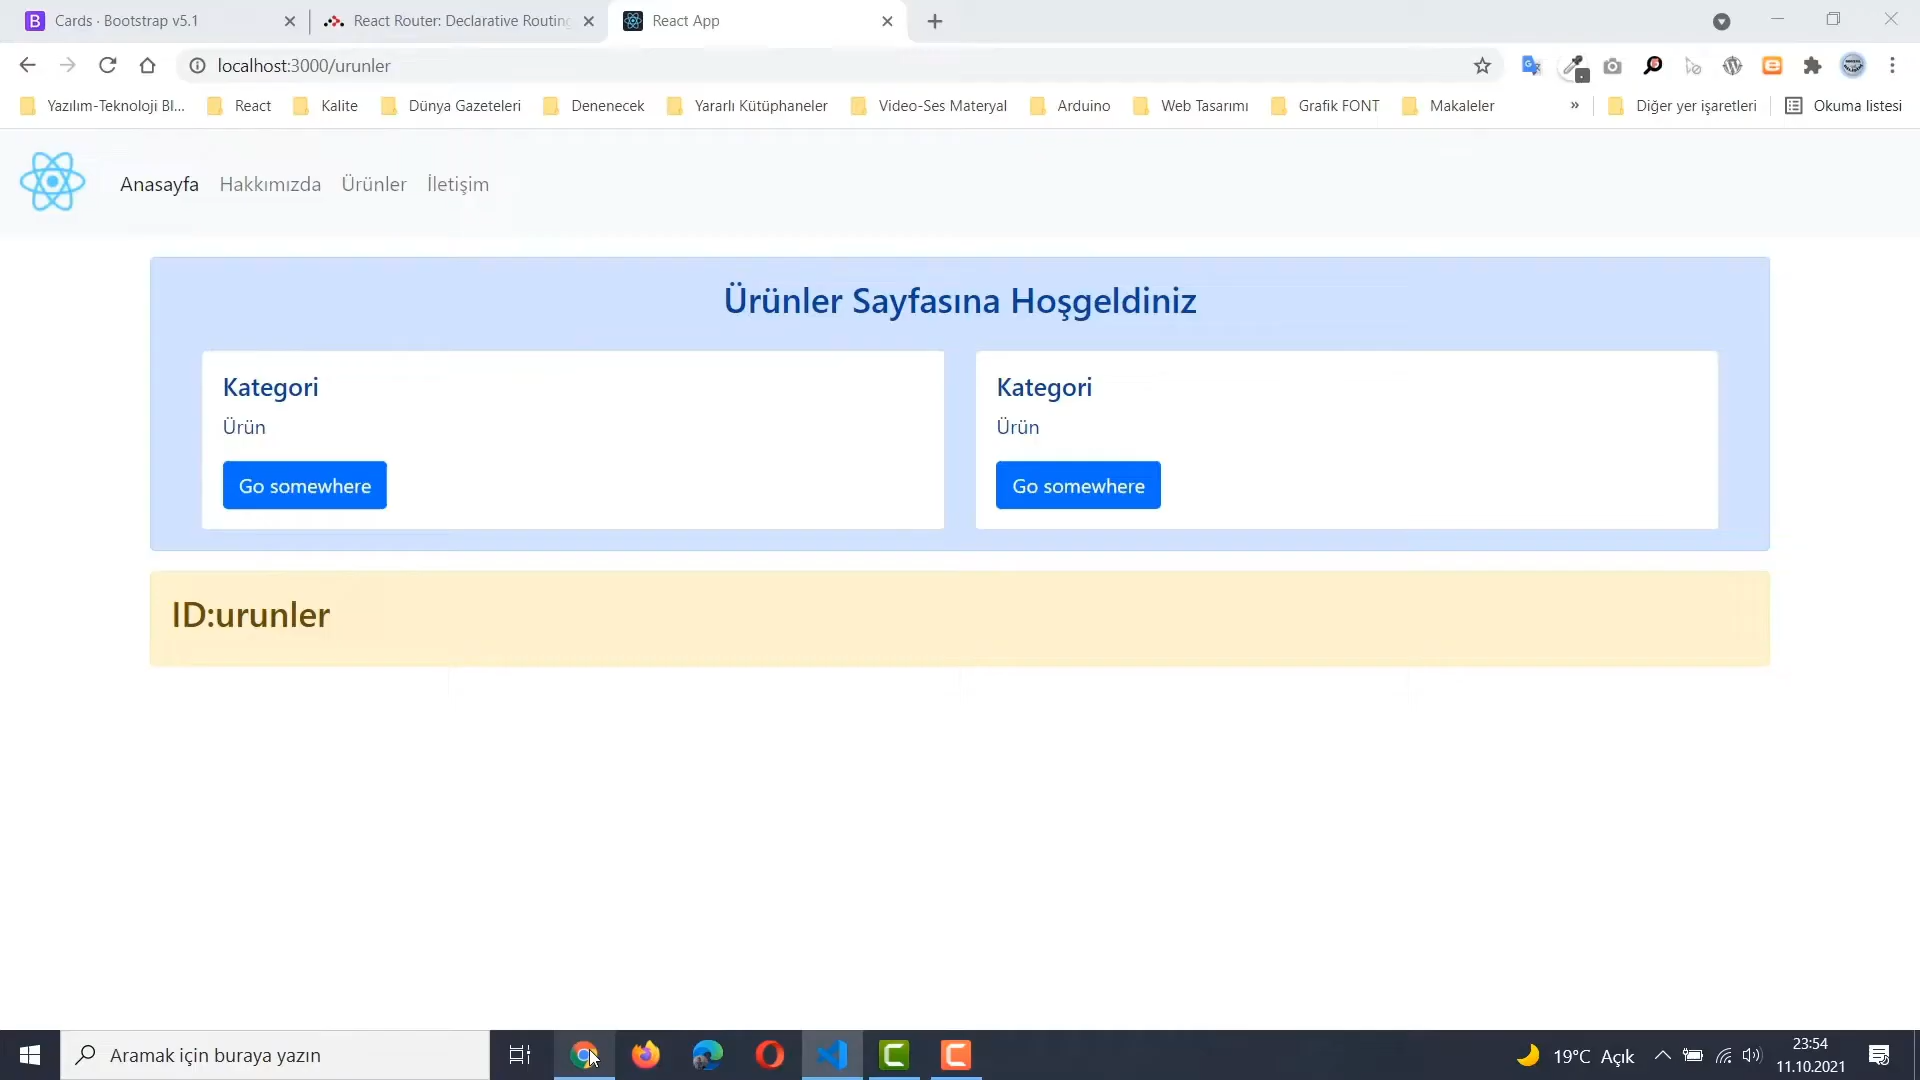 Cards · Bootstrap v5.1
React Router: Declarative Routing
React App
localhost:3000/urunler
Yazılım-Teknoloji Bl...
React
Kalite
Dünya Gazeteleri
Denenecek
Yararlı Kütüphaneler
Video-Ses Materyal
Arduino
Web Tasarımı
Grafik FONT
Makaleler
»
Diğer yer işaretleri
Okuma listesi
Anasayfa
Hakkımızda
Ürünler
İletişim
Ürünler Sayfasına Hoşgeldiniz
Kategori
Ürün
Go somewhere
Kategori
Ürün
Go somewhere
ID:urunler
Aramak için buraya yazın
19°C Açık
23:54
11.10.2021